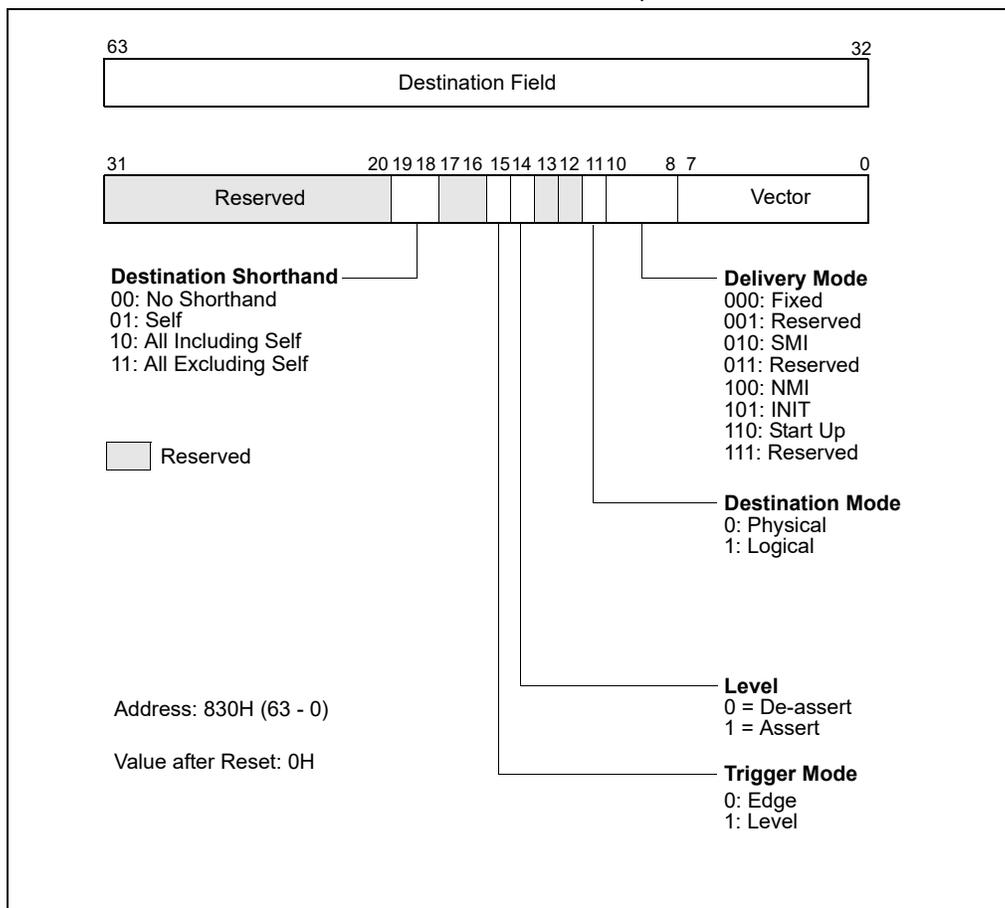 63 32
Destination Field
31 20 19 18 17 16 15 14 13 12 11 10 8 7 0
Reserved Vector
Destination Shorthand
00: No Shorthand
01: Self
10: All Including Self
11: All Excluding Self
Reserved
Delivery Mode
000: Fixed
001: Reserved
010: SMI
011: Reserved
100: NMI
101: INIT
110: Start Up
111: Reserved
Destination Mode
0: Physical
1: Logical
Level
0 = De-assert
1 = Assert
Address: 830H (63 - 0)
Value after Reset: 0H
Trigger Mode
0: Edge
1: Level